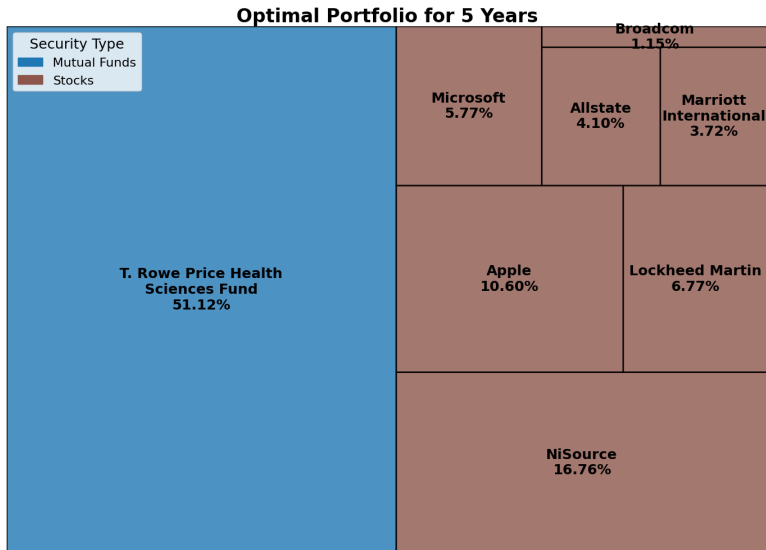 Optimal Portfolio for 5 Years
Security Type
Mutual Funds
Stocks
T. Rowe Price Health
Sciences Fund
51.12%
Microsoft
5.77%
Broadcom
1.15%
Allstate
4.10%
Marriott
International
3.72%
Apple
10.60%
Lockheed Martin
6.77%
NiSource
16.76%